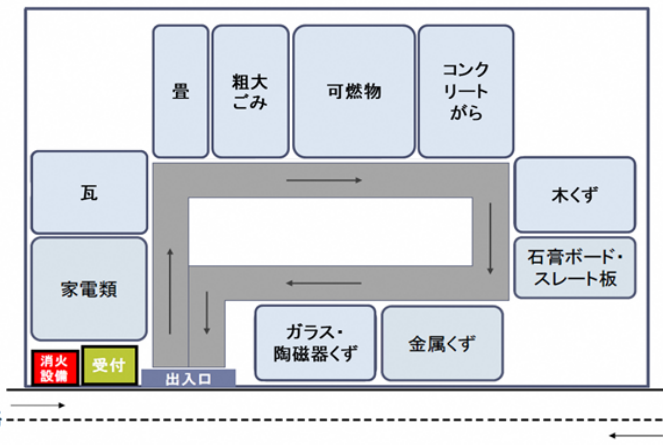 畳
粗大
ごみ
可燃物
コンク
リート
がら
瓦
木くず
家電類
石膏ボード・
スレート板
ガラス・
陶磁器くず
金属くず
消火
設備
受付
出入口